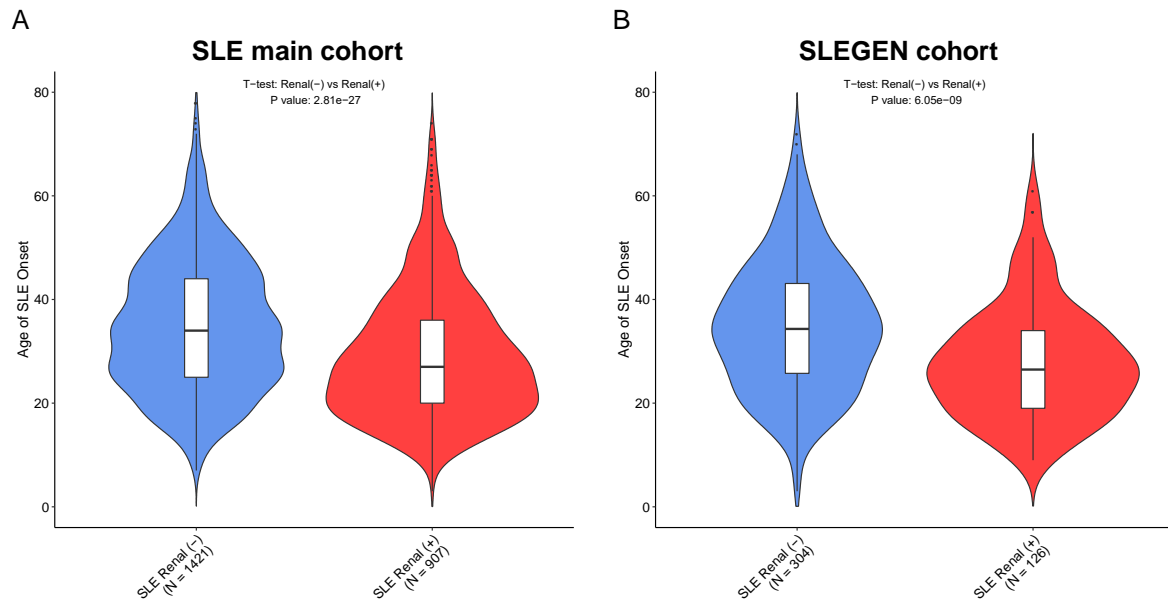 A
SLE main cohort
T−test: Renal(−) vs Renal(+)
P value: 2.81e−27
Age of SLE Onset
80
60
40
20
0
SLE Renal (−)
(N = 1421)
SLE Renal (+)
(N = 907)
B
SLEGEN cohort
T−test: Renal(−) vs Renal(+)
P value: 6.05e−09
Age of SLE Onset
80
60
40
20
0
SLE Renal (−)
(N = 304)
SLE Renal (+)
(N = 126)